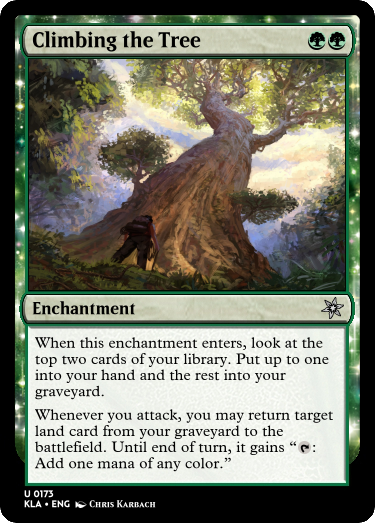 Climbing the Tree
Enchantment
When this enchantment enters, look at the
top two cards of your library. Put up to one
into your hand and the rest into your
graveyard.
Whenever you attack, you may return target
land card from your graveyard to the
battlefield. Until end of turn, it gains “:
Add one mana of any color.”
U 0173
KLA • ENG Chris Karbach